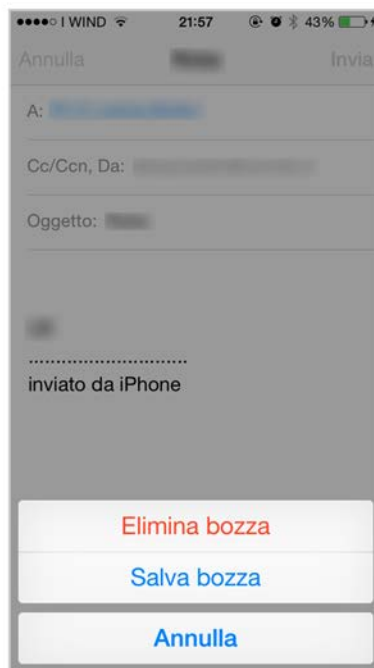 I WIND 21:57 43%
Annulla Invia
A:
Cc/Ccn, Da:
Oggetto:
..............................
inviato da iPhone
Elimina bozza
Salva bozza
Annulla